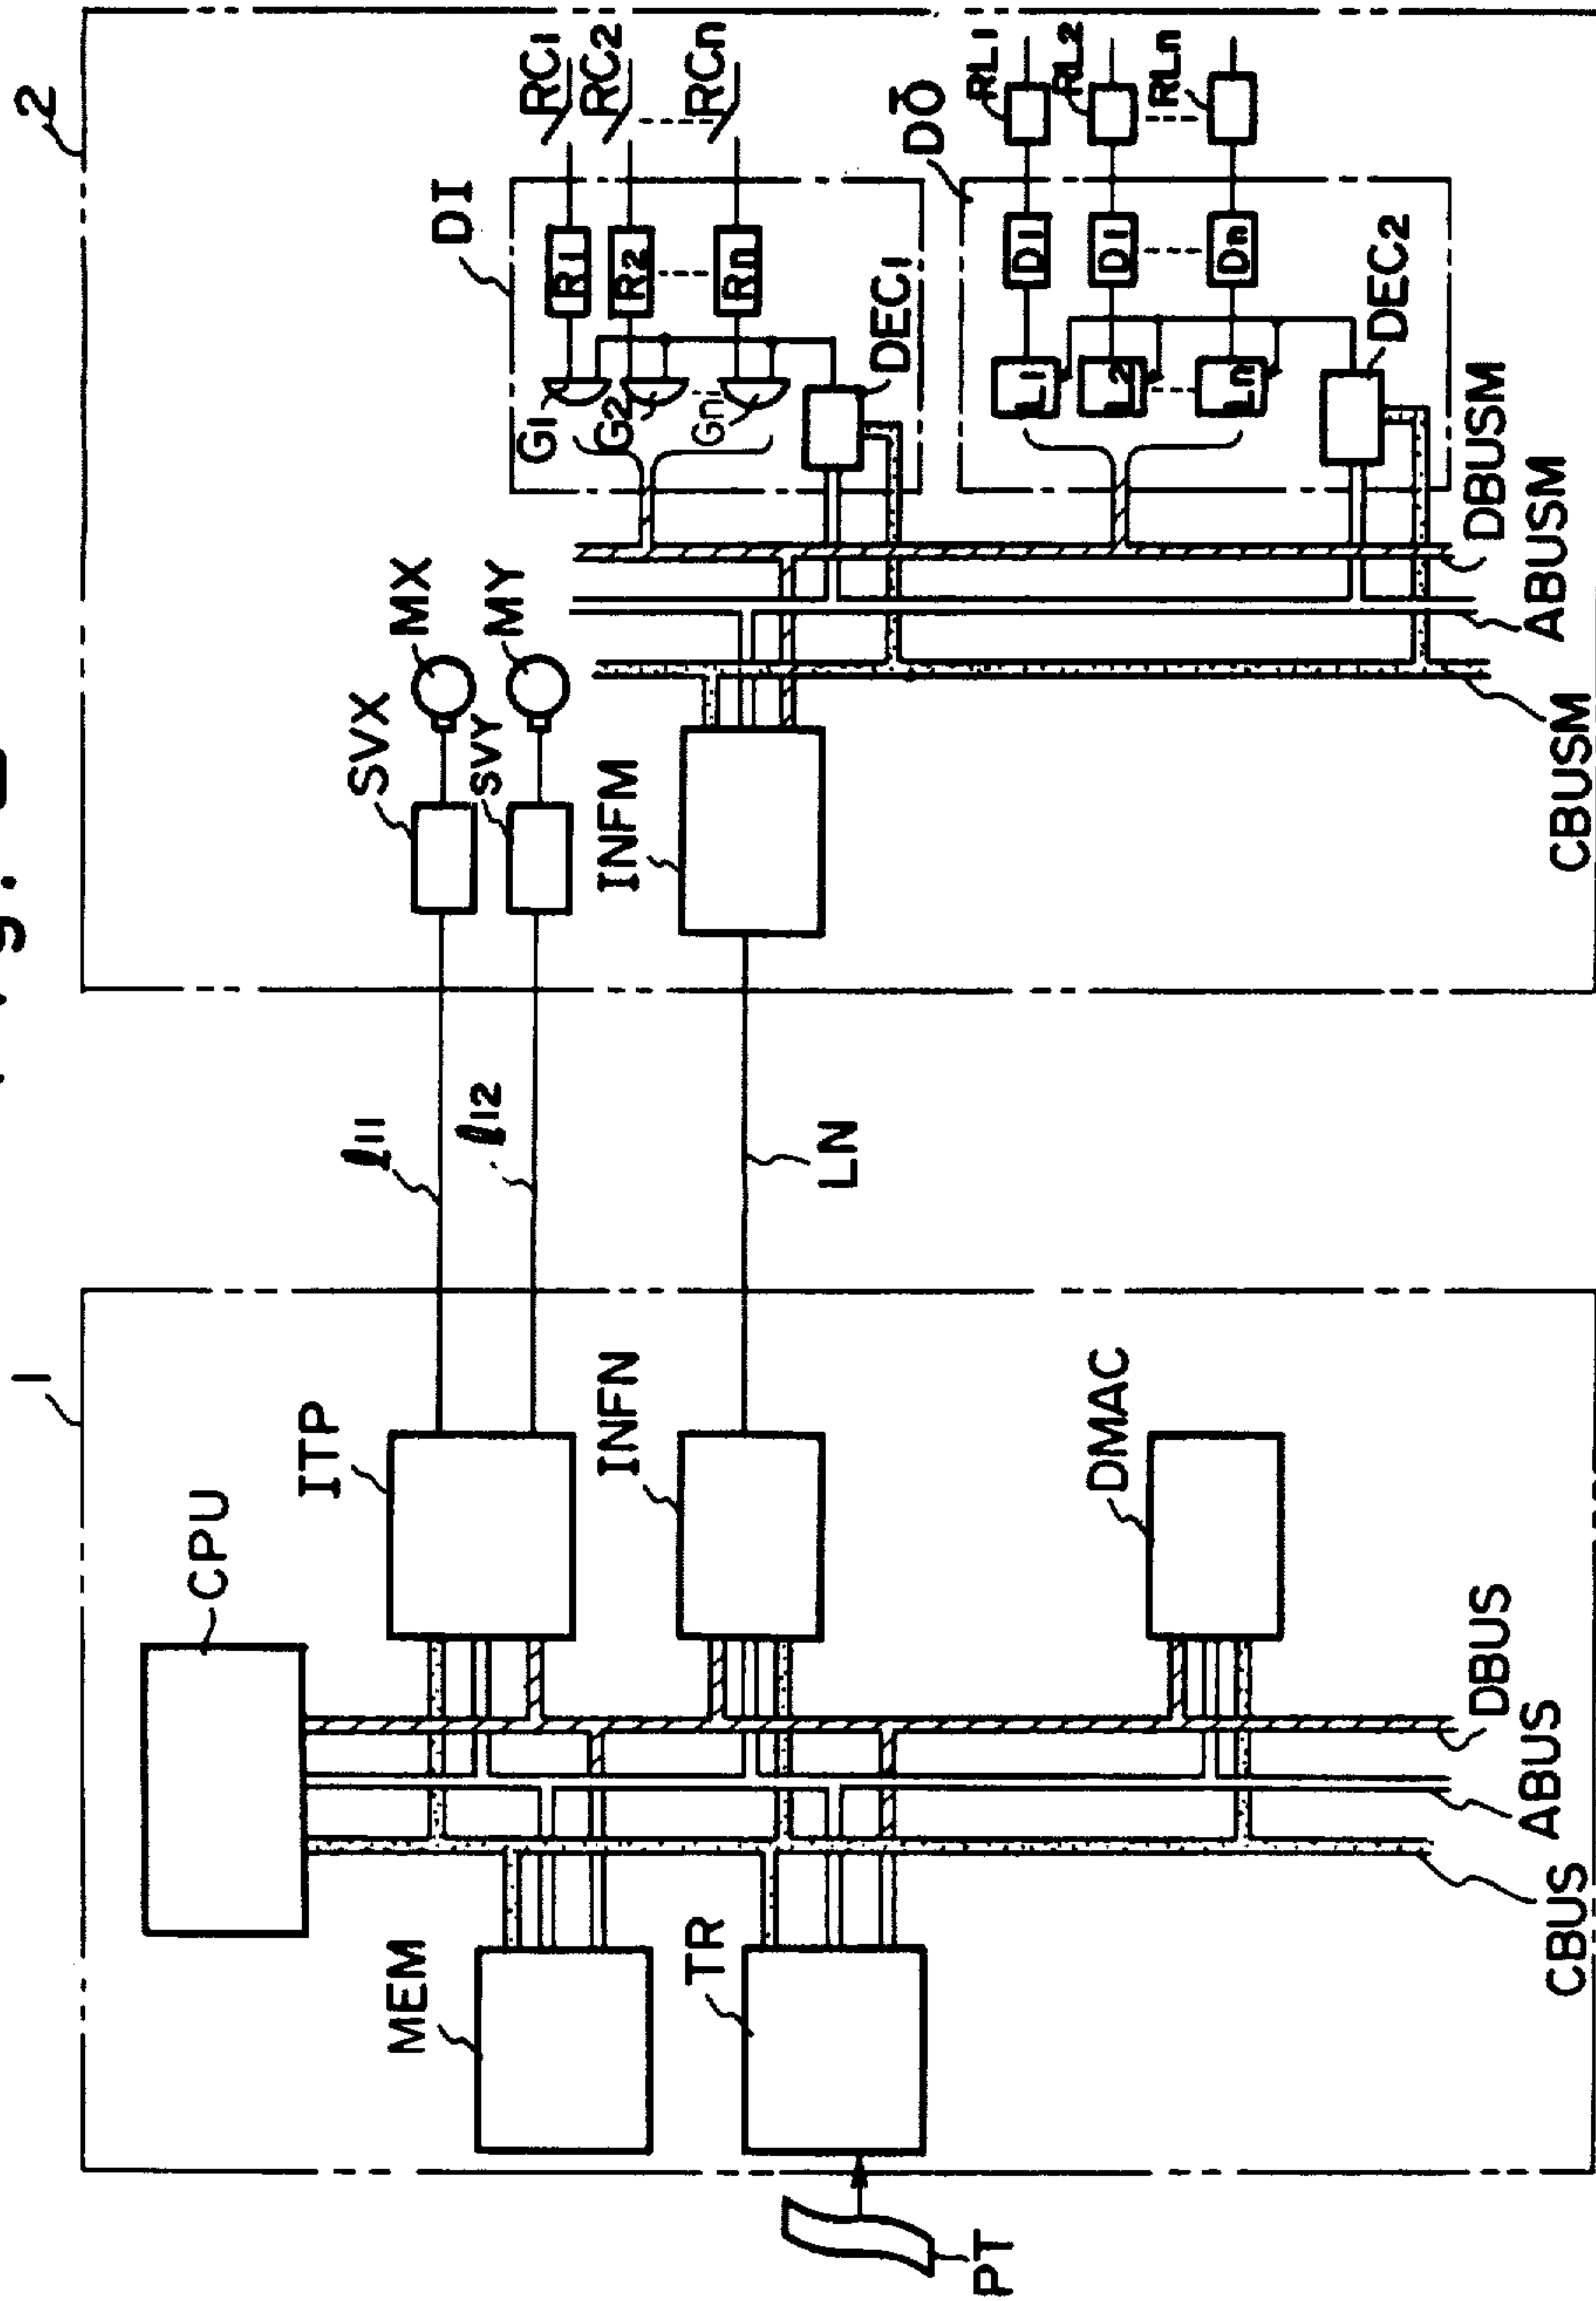 2
DI
RC1
RC2
RCn
R1
R2
Rn
G1
G2
Gn
DEC1
DO
RL1
RL2
RLn
D1
D1
Dn
L1
L2
Ln
DEC2
DBUSM
ABUSM
CBUSM
MX
MY
SVX
SVY
INFM
l11
l12
LN
1
CPU
ITP
INFN
DMAC
MEM
TR
DBUS
ABUS
CBUS
PT